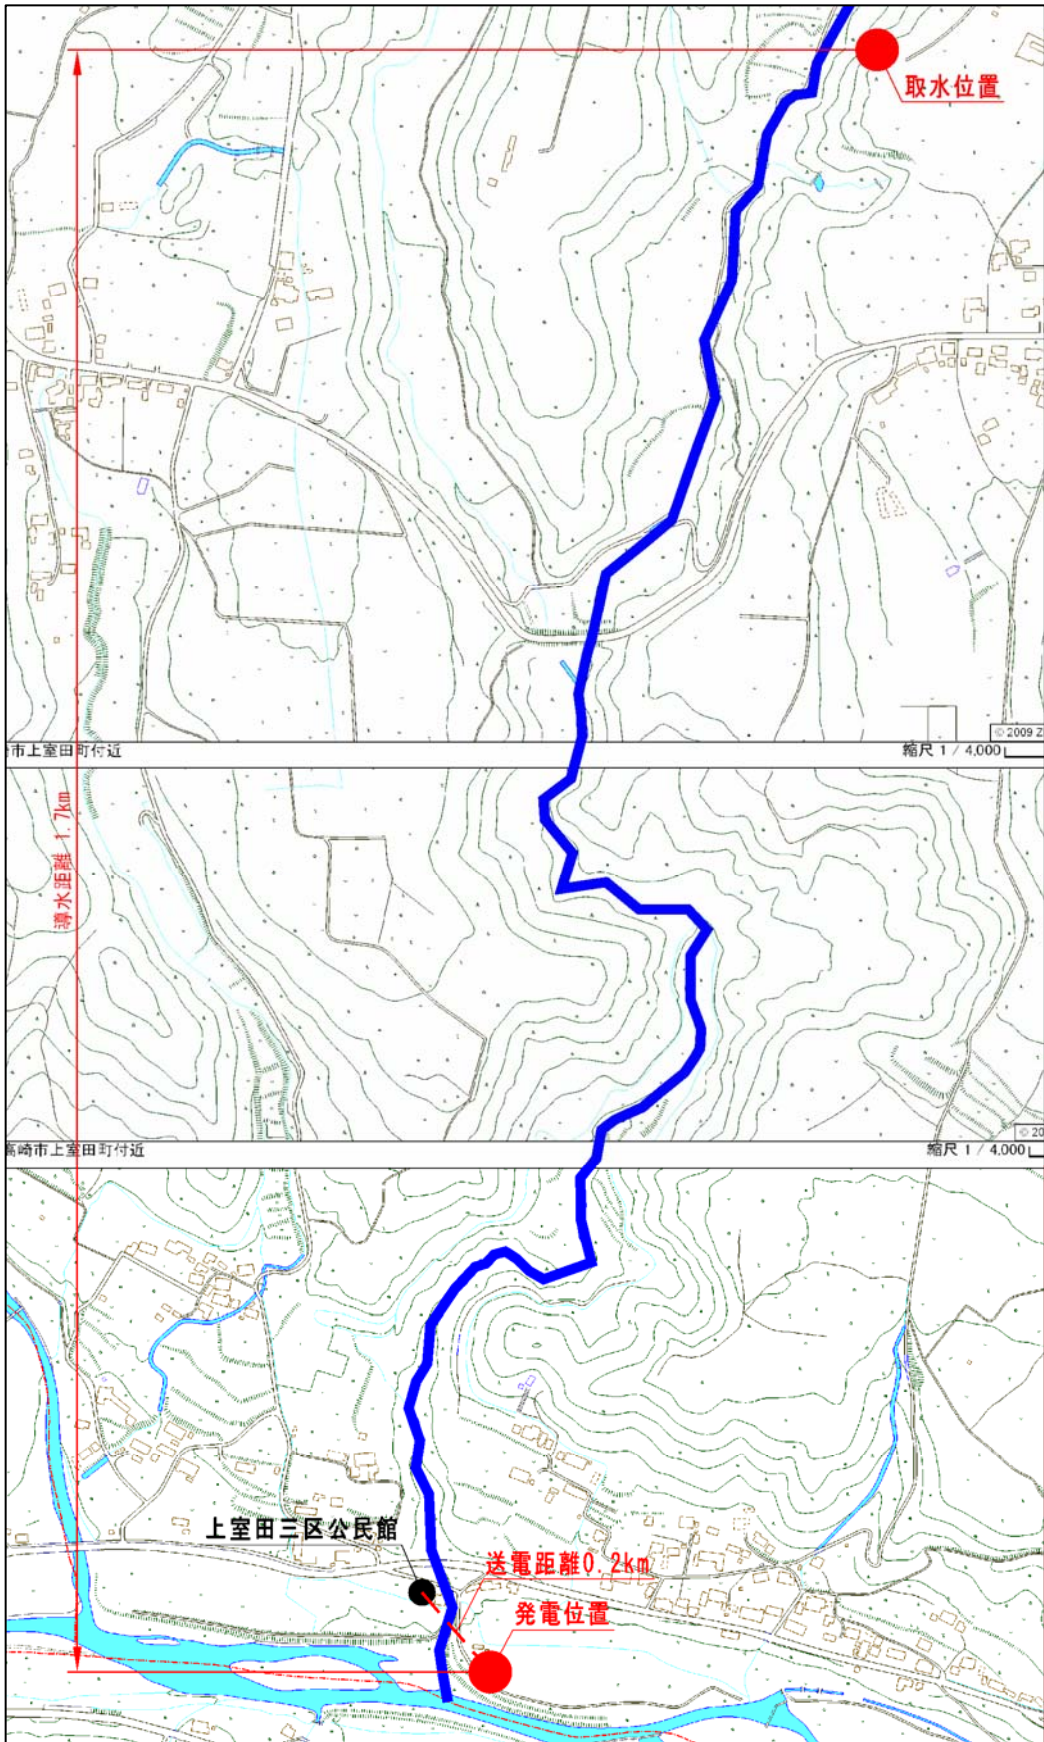 取水位置
© 2009 Z
市上室田町付近
縮尺 1 / 4,000
導水距離 1.7km
© 20
高崎市上室田町付近
縮尺 1 / 4,000
上室田三区公民館
送電距離0.2km
発電位置